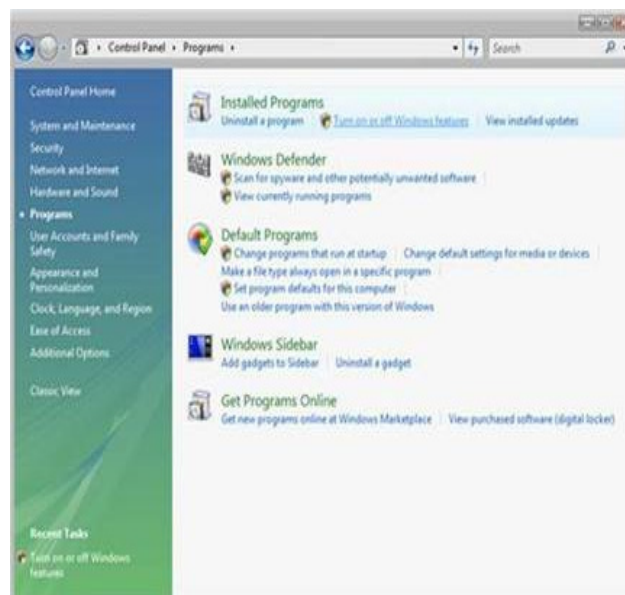 Control Panel ▸ Programs ▸
Search
Control Panel Home
System and Maintenance
Security
Network and Internet
Hardware and Sound
Programs
User Accounts and Family
Safety
Appearance and
Personalization
Clock, Language, and Region
Ease of Access
Additional Options
Classic View
Recent Tasks
Turn on or off Windows
features
Installed Programs
Uninstall a program Turn on or off Windows features View installed updates
Windows Defender
Scan for spyware and other potentially unwanted software
View currently running programs
Default Programs
Change programs that run at startup Change default settings for media or devices
Make a file type always open in a specific program
Set program defaults for this computer
Use an older program with this version of Windows
Windows Sidebar
Add gadgets to Sidebar Uninstall a gadget
Get Programs Online
Get new programs online at Windows Marketplace View purchased software (digital locker)